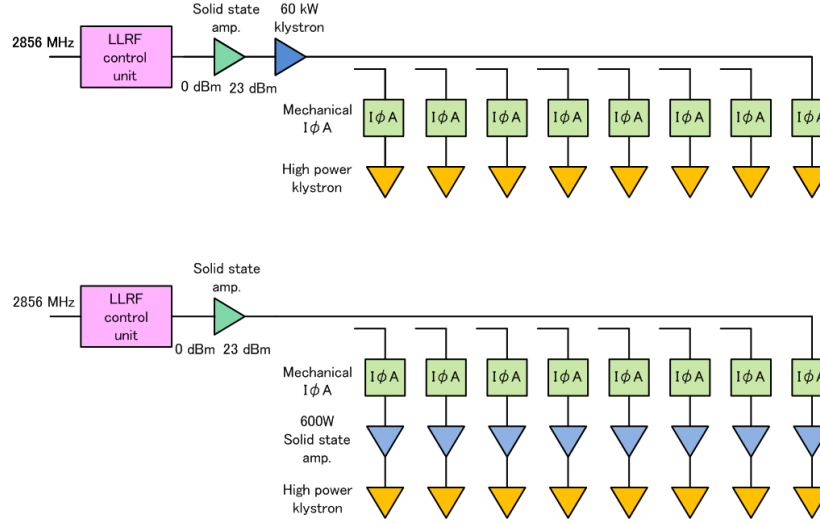 Solid state
amp.
60 kW
klystron
2856 MHz
LLRF
control
unit
0 dBm 23 dBm
Mechanical
IϕA
IϕA IϕA IϕA IϕA IϕA IϕA IϕA IϕA
High power
klystron
Solid state
amp.
2856 MHz
LLRF
control
unit
0 dBm 23 dBm
Mechanical
IϕA
IϕA IϕA IϕA IϕA IϕA IϕA IϕA IϕA
600W
Solid state
amp.
High power
klystron